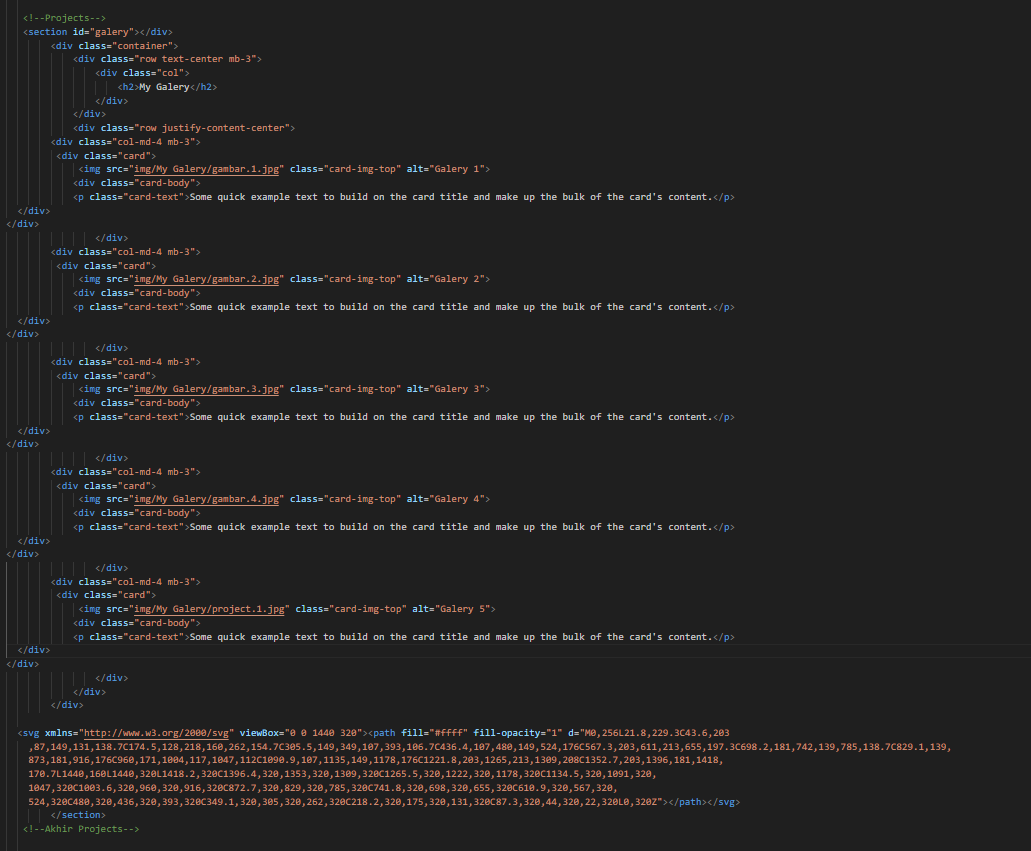 <!--Projects-->
<section id="galery"></div>
<div class="container">
<div class="row text-center mb-3">
<div class="col">
<h2>My Galery</h2>
</div>
</div>
<div class="row justify-content-center">
<div class="col-md-4 mb-3">
<div class="card">
<img src="img/My Galery/gambar.1.jpg" class="card-img-top" alt="Galery 1">
<div class="card-body">
<p class="card-text">Some quick example text to build on the card title and make up the bulk of the card's content.</p>
</div>
</div>
</div>
<div class="col-md-4 mb-3">
<div class="card">
<img src="img/My Galery/gambar.2.jpg" class="card-img-top" alt="Galery 2">
<div class="card-body">
<p class="card-text">Some quick example text to build on the card title and make up the bulk of the card's content.</p>
</div>
</div>
</div>
<div class="col-md-4 mb-3">
<div class="card">
<img src="img/My Galery/gambar.3.jpg" class="card-img-top" alt="Galery 3">
<div class="card-body">
<p class="card-text">Some quick example text to build on the card title and make up the bulk of the card's content.</p>
</div>
</div>
</div>
<div class="col-md-4 mb-3">
<div class="card">
<img src="img/My Galery/gambar.4.jpg" class="card-img-top" alt="Galery 4">
<div class="card-body">
<p class="card-text">Some quick example text to build on the card title and make up the bulk of the card's content.</p>
</div>
</div>
</div>
<div class="col-md-4 mb-3">
<div class="card">
<img src="img/My Galery/project.1.jpg" class="card-img-top" alt="Galery 5">
<div class="card-body">
<p class="card-text">Some quick example text to build on the card title and make up the bulk of the card's content.</p>
</div>
</div>
</div>
</div>
</div>
<svg xmlns="http://www.w3.org/2000/svg" viewBox="0 0 1440 320"><path fill="#ffff" fill-opacity="1" d="M0,256L21.8,229.3C43.6,203
,87,149,131,138.7C174.5,128,218,160,262,154.7C305.5,149,349,107,393,106.7C436.4,107,480,149,524,176C567.3,203,611,213,655,197.3C698.2,181,742,139,785,138.7C829.1,139,
873,181,916,176C960,171,1004,117,1047,112C1090.9,107,1135,149,1178,176C1221.8,203,1265,213,1309,208C1352.7,203,1396,181,1418,
170.7L1440,160L1440,320L1418.2,320C1396.4,320,1353,320,1309,320C1265.5,320,1222,320,1178,320C1134.5,320,1091,320,
1047,320C1003.6,320,960,320,916,320C872.7,320,829,320,785,320C741.8,320,698,320,655,320C610.9,320,567,320,
524,320C480,320,436,320,393,320C349.1,320,305,320,262,320C218.2,320,175,320,131,320C87.3,320,44,320,22,320L0,320Z"></path></svg>
</section>
<!--Akhir Projects-->